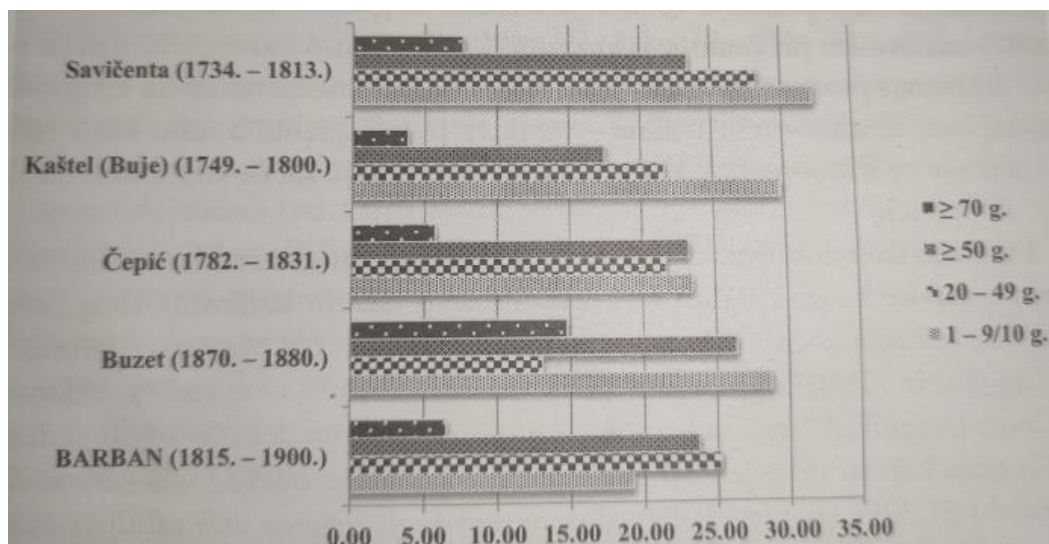 Savičenta (1734. – 1813.)
Kaštel (Buje) (1749. – 1800.)
Čepić (1782. – 1831.)
Buzet (1870. – 1880.)
BARBAN (1815. – 1900.)
0.00 5.00 10.00 15.00 20.00 25.00 30.00 35.00
≥ 70 g.
≥ 50 g.
20 – 49 g.
1 – 9/10 g.